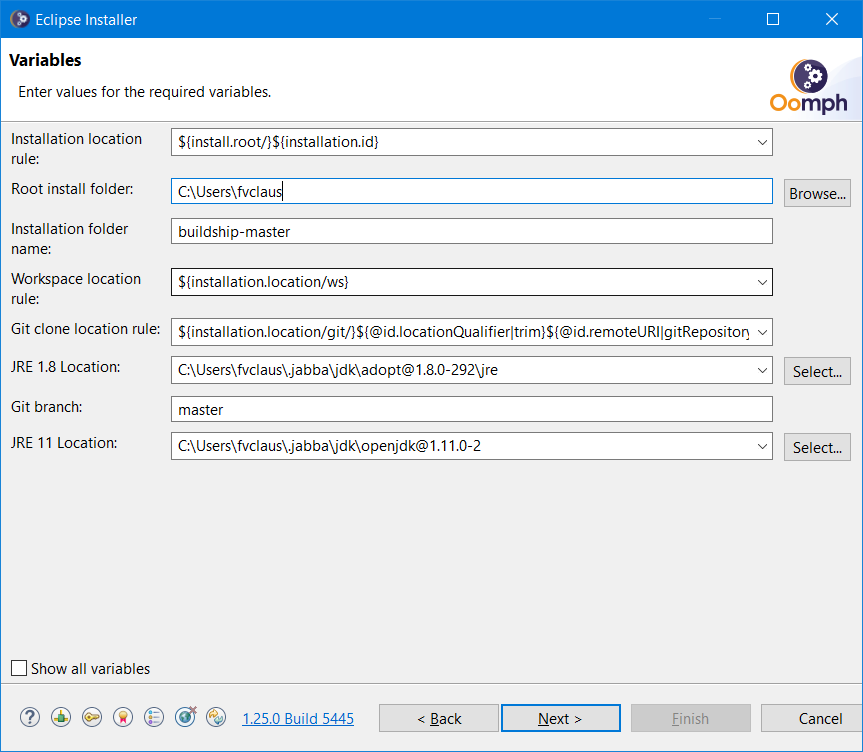 Eclipse Installer
Variables
Enter values for the required variables.
Oomph
Installation location
rule:
${install.root/}${installation.id}
Root install folder:
C:\Users\fvclaus
Browse...
Installation folder
name:
buildship-master
Workspace location
rule:
${installation.location/ws}
Git clone location rule:
${installation.location/git/}${@id.locationQualifier|trim}${@id.remoteURI|gitRepository
JRE 1.8 Location:
C:\Users\fvclaus\.jabba\jdk\adopt@1.8.0-292\jre
Select...
Git branch:
master
JRE 11 Location:
C:\Users\fvclaus\.jabba\jdk\openjdk@1.11.0-2
Select...
Show all variables
1.25.0 Build 5445
< Back
Next >
Finish
Cancel